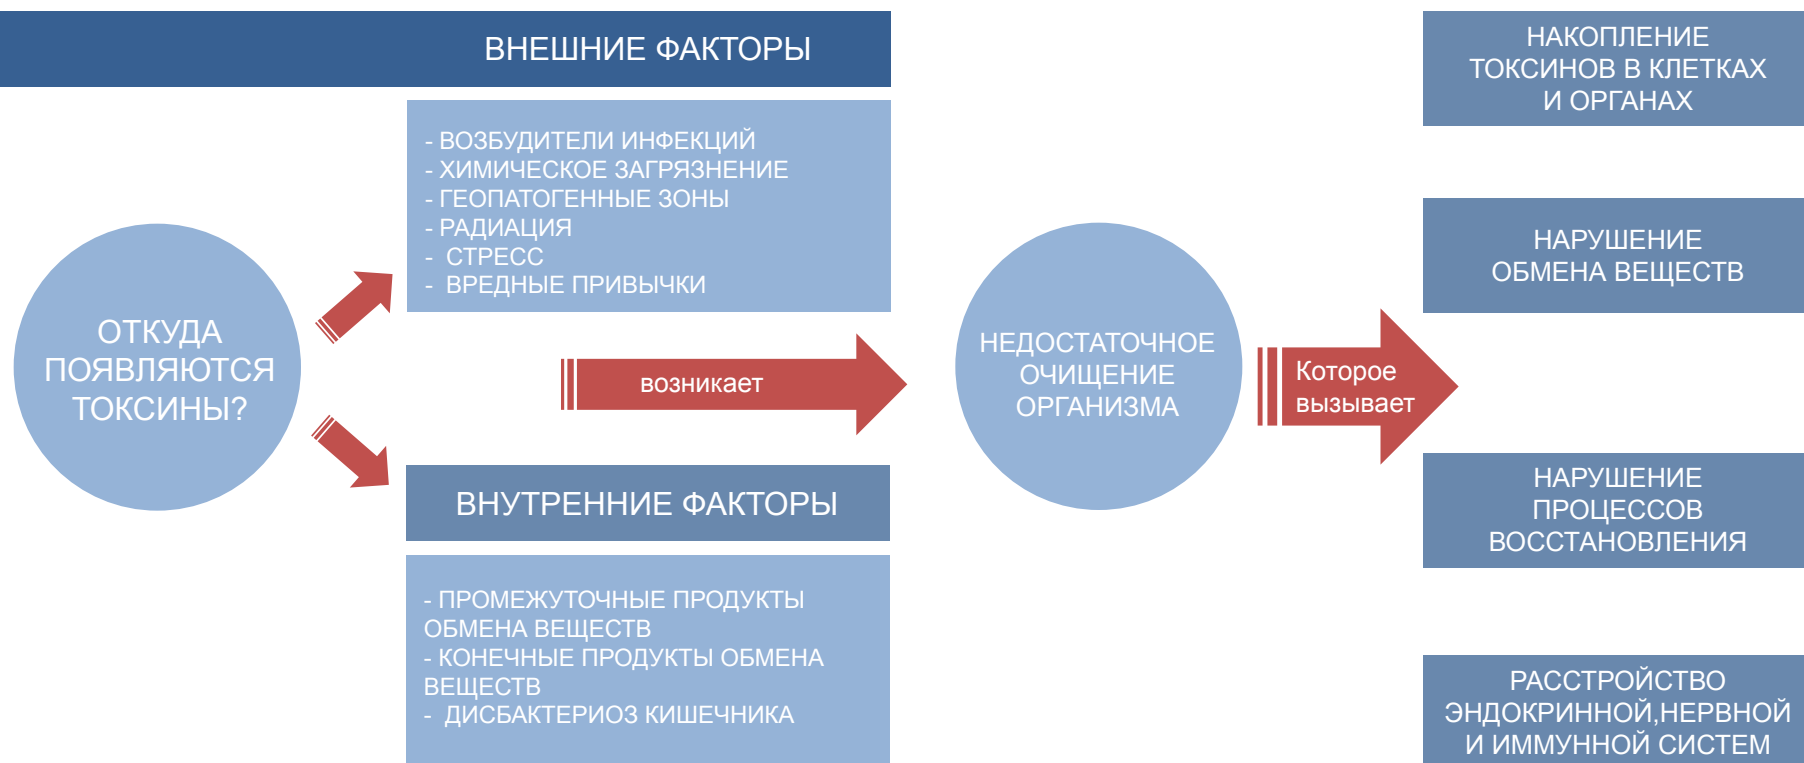 ВНЕШНИЕ ФАКТОРЫ
- ВОЗБУДИТЕЛИ ИНФЕКЦИЙ
- ХИМИЧЕСКОЕ ЗАГРЯЗНЕНИЕ
- ГЕОПАТОГЕННЫЕ ЗОНЫ
- РАДИАЦИЯ
- СТРЕСС
- ВРЕДНЫЕ ПРИВЫЧКИ
ОТКУДА
ПОЯВЛЯЮТСЯ
ТОКСИНЫ?
возникает
ВНУТРЕННИЕ ФАКТОРЫ
- ПРОМЕЖУТОЧНЫЕ ПРОДУКТЫ
ОБМЕНА ВЕЩЕСТВ
- КОНЕЧНЫЕ ПРОДУКТЫ ОБМЕНА
ВЕЩЕСТВ
- ДИСБАКТЕРИОЗ КИШЕЧНИКА
НЕДОСТАТОЧНОЕ
ОЧИЩЕНИЕ
ОРГАНИЗМА
Которое
вызывает
НАКОПЛЕНИЕ
ТОКСИНОВ В КЛЕТКАХ
И ОРГАНАХ
НАРУШЕНИЕ
ОБМЕНА ВЕЩЕСТВ
НАРУШЕНИЕ
ПРОЦЕССОВ
ВОССТАНОВЛЕНИЯ
РАССТРОЙСТВО
ЭНДОКРИННОЙ,НЕРВНОЙ
И ИММУННОЙ СИСТЕМ